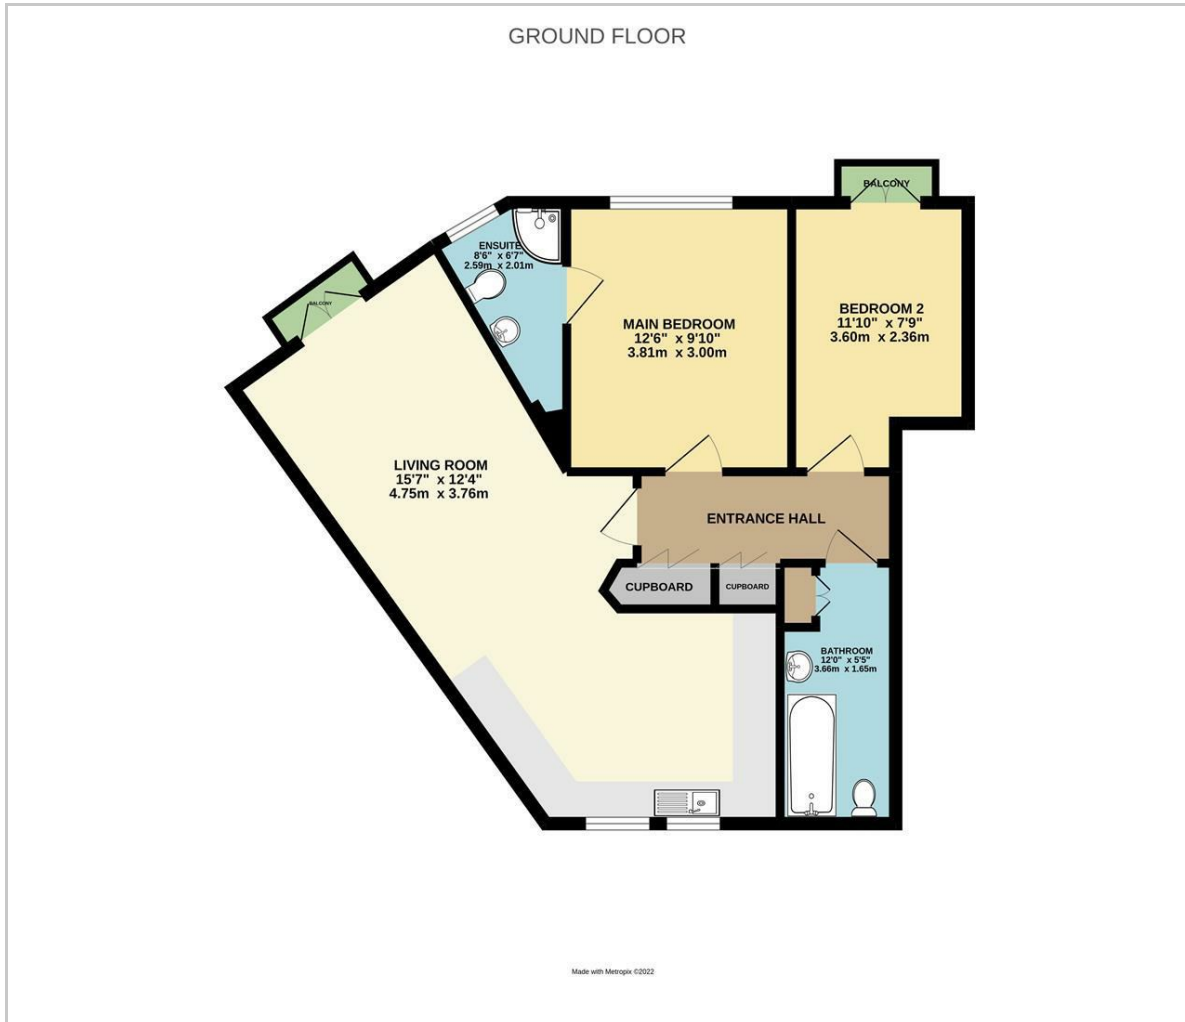 GROUND FLOOR
BALCONY
ENSUITE
8'6" x 6'7"
2.59m x 2.01m
BALCONY
BEDROOM 2
11'10" x 7'9"
3.60m x 2.36m
MAIN BEDROOM
12'6" x 9'10"
3.81m x 3.00m
LIVING ROOM
15'7" x 12'4"
4.75m x 3.76m
ENTRANCE HALL
CUPBOARD
CUPBOARD
BATHROOM
12'0" x 5'5"
3.66m x 1.65m
Made with Metropix ©2022